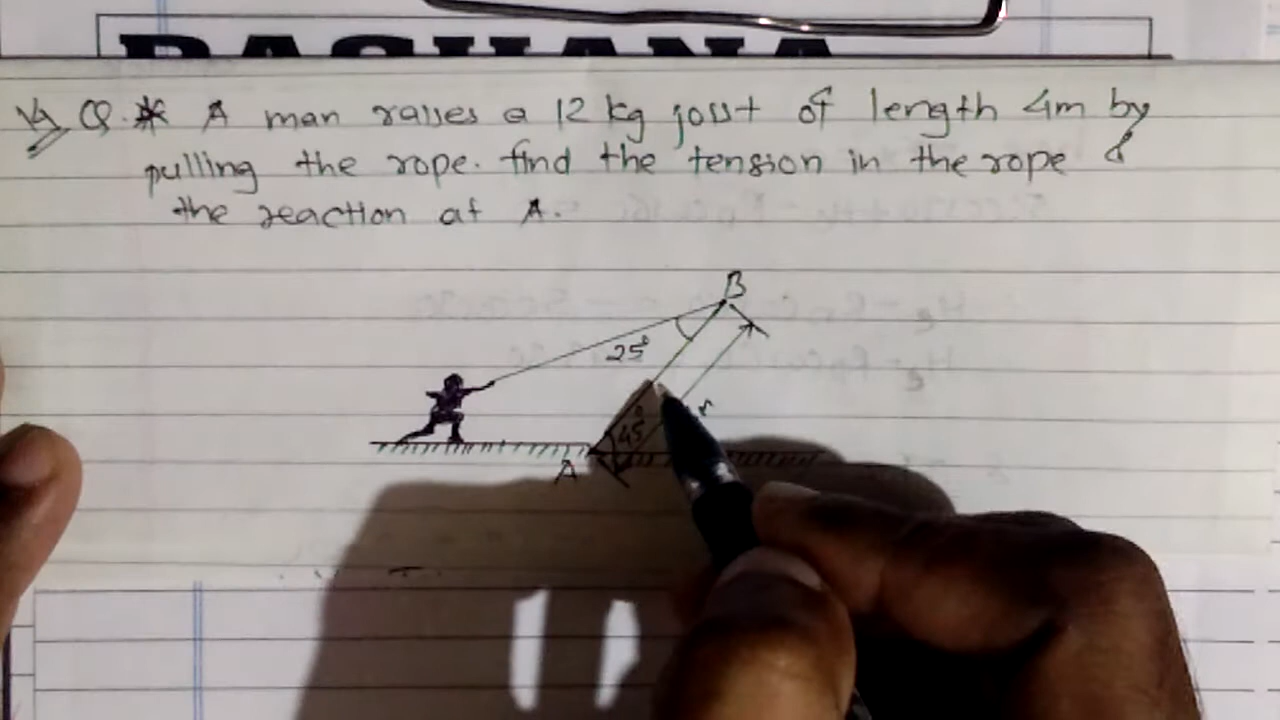 Q.* A man raises a 12 kg joist of length 4m by
pulling the rope. find the tension in the rope &
the reaction at A.
B
25°
45°
A